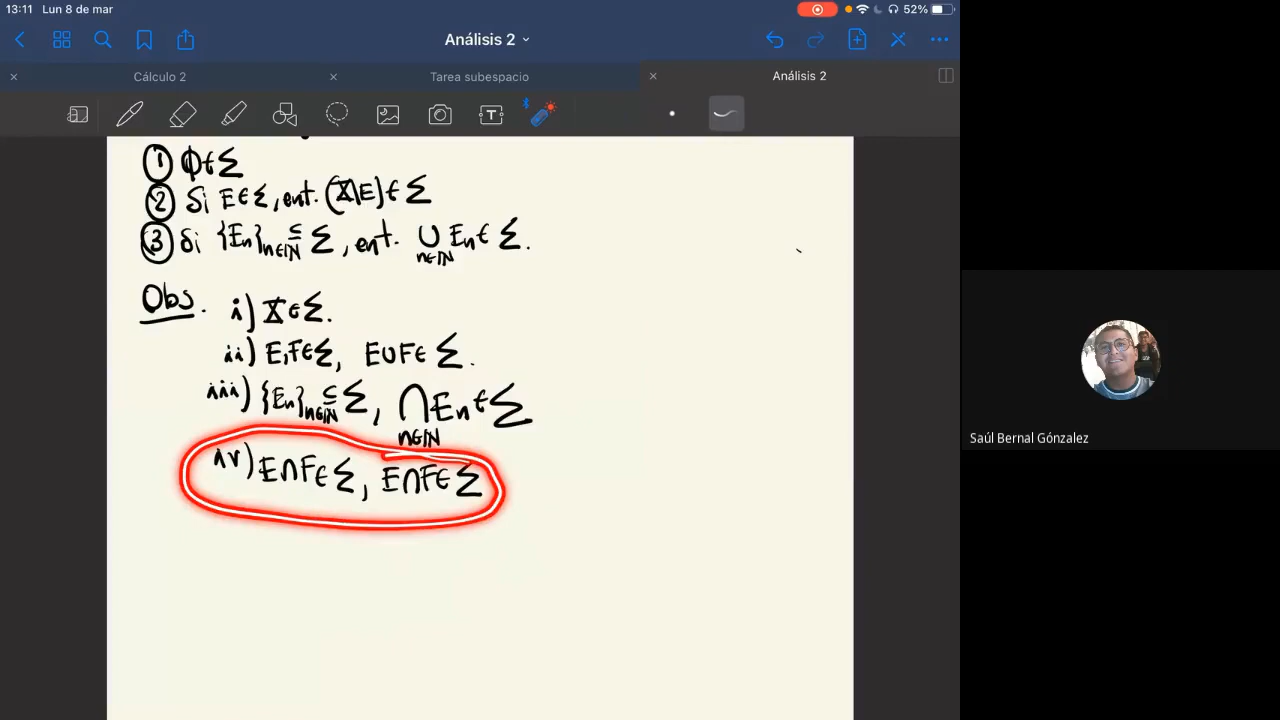 13:11 Lun 8 de mar
52%
Análisis 2
Cálculo 2
Tarea subespacio
Análisis 2
T
① ∅∈Σ
② Si E∈Σ, ent. (X\E)∈Σ
③ Si {En}n∈ℕ ⊆ Σ, ent. ∪n∈ℕ En∈Σ.
Obs. i) X∈Σ.
ii) E,F∈Σ, E∪F∈Σ.
iii) {En}n∈ℕ ⊆ Σ, ∩n∈ℕ En∈Σ
iv) E∩F∈Σ, E∩F∈Σ
Saúl Bernal Gónzalez